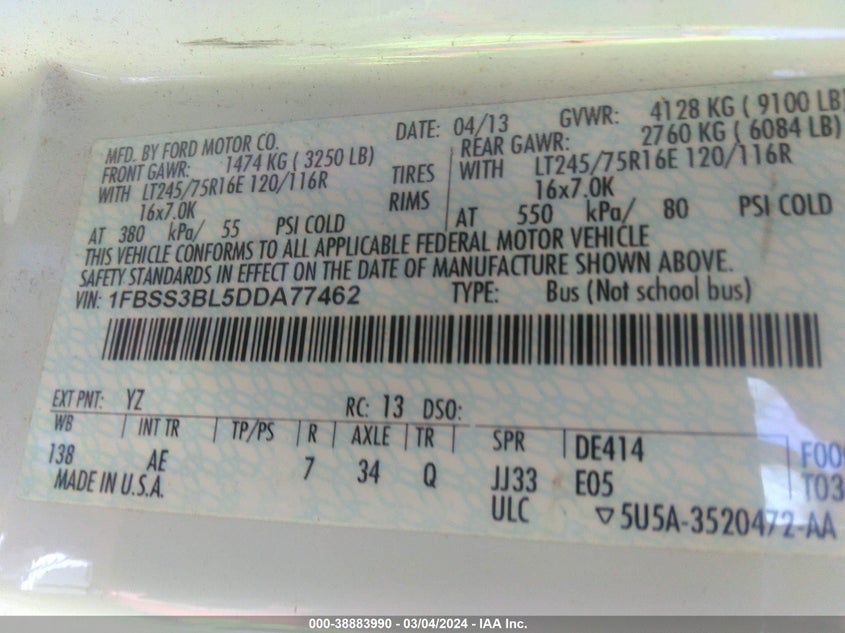 MFD. BY FORD MOTOR CO. DATE: 04/13 GVWR: 4128 KG ( 9100 LB)
FRONT GAWR: 1474 KG ( 3250 LB) REAR GAWR: 2760 KG ( 6084 LB)
WITH LT245/75R16E 120/116R TIRES WITH LT245/75R16E 120/116R
16x7.0K RIMS 16x7.0K
AT 380 kPa/ 55 PSI COLD AT 550 kPa/ 80 PSI COLD
THIS VEHICLE CONFORMS TO ALL APPLICABLE FEDERAL MOTOR VEHICLE
SAFETY STANDARDS IN EFFECT ON THE DATE OF MANUFACTURE SHOWN ABOVE.
VIN: 1FBSS3BL5DDA77462 TYPE: Bus (Not school bus)
EXT PNT: YZ RC: 13 DSO:
WB INT TR TP/PS R AXLE TR SPR DE414
138 AE 7 34 Q JJ33 E05 T03
MADE IN U.S.A. ULC ▽5U5A-3520472-AA
000-38883990 - 03/04/2024 - IAA Inc.